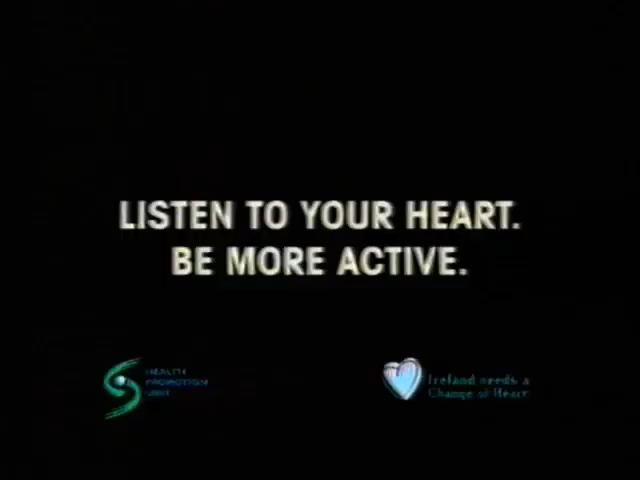 LISTEN TO YOUR HEART.
BE MORE ACTIVE.
HEALTH
PROMOTION
UNIT
Ireland needs a
Change of Heart